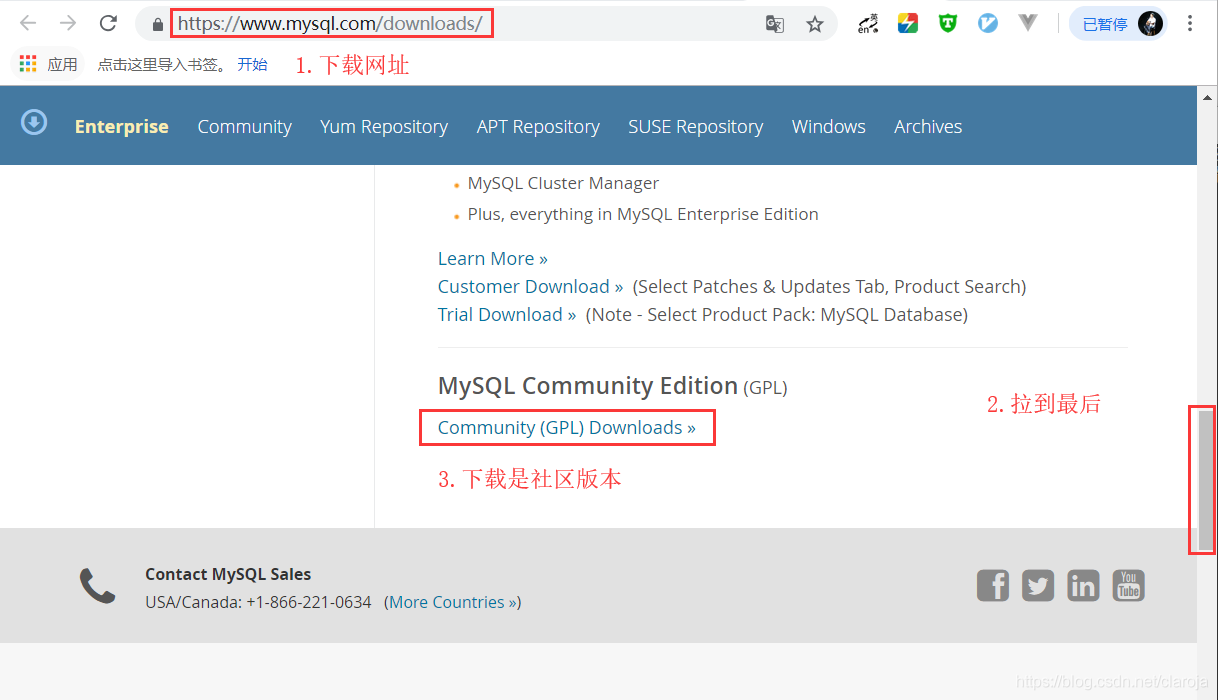 https://www.mysql.com/downloads/
英
en
已暂停
应用
点击这里导入书签。 开始
1. 下载网址
Enterprise Community Yum Repository APT Repository SUSE Repository Windows Archives
MySQL Cluster Manager
Plus, everything in MySQL Enterprise Edition
Learn More »
Customer Download » (Select Patches & Updates Tab, Product Search)
Trial Download » (Note - Select Product Pack: MySQL Database)
MySQL Community Edition (GPL)
2. 拉到最后
Community (GPL) Downloads »
3. 下载是社区版本
Contact MySQL Sales
USA/Canada: +1-866-221-0634 (More Countries »)
You
Tube
https://blog.csdn.net/claroja